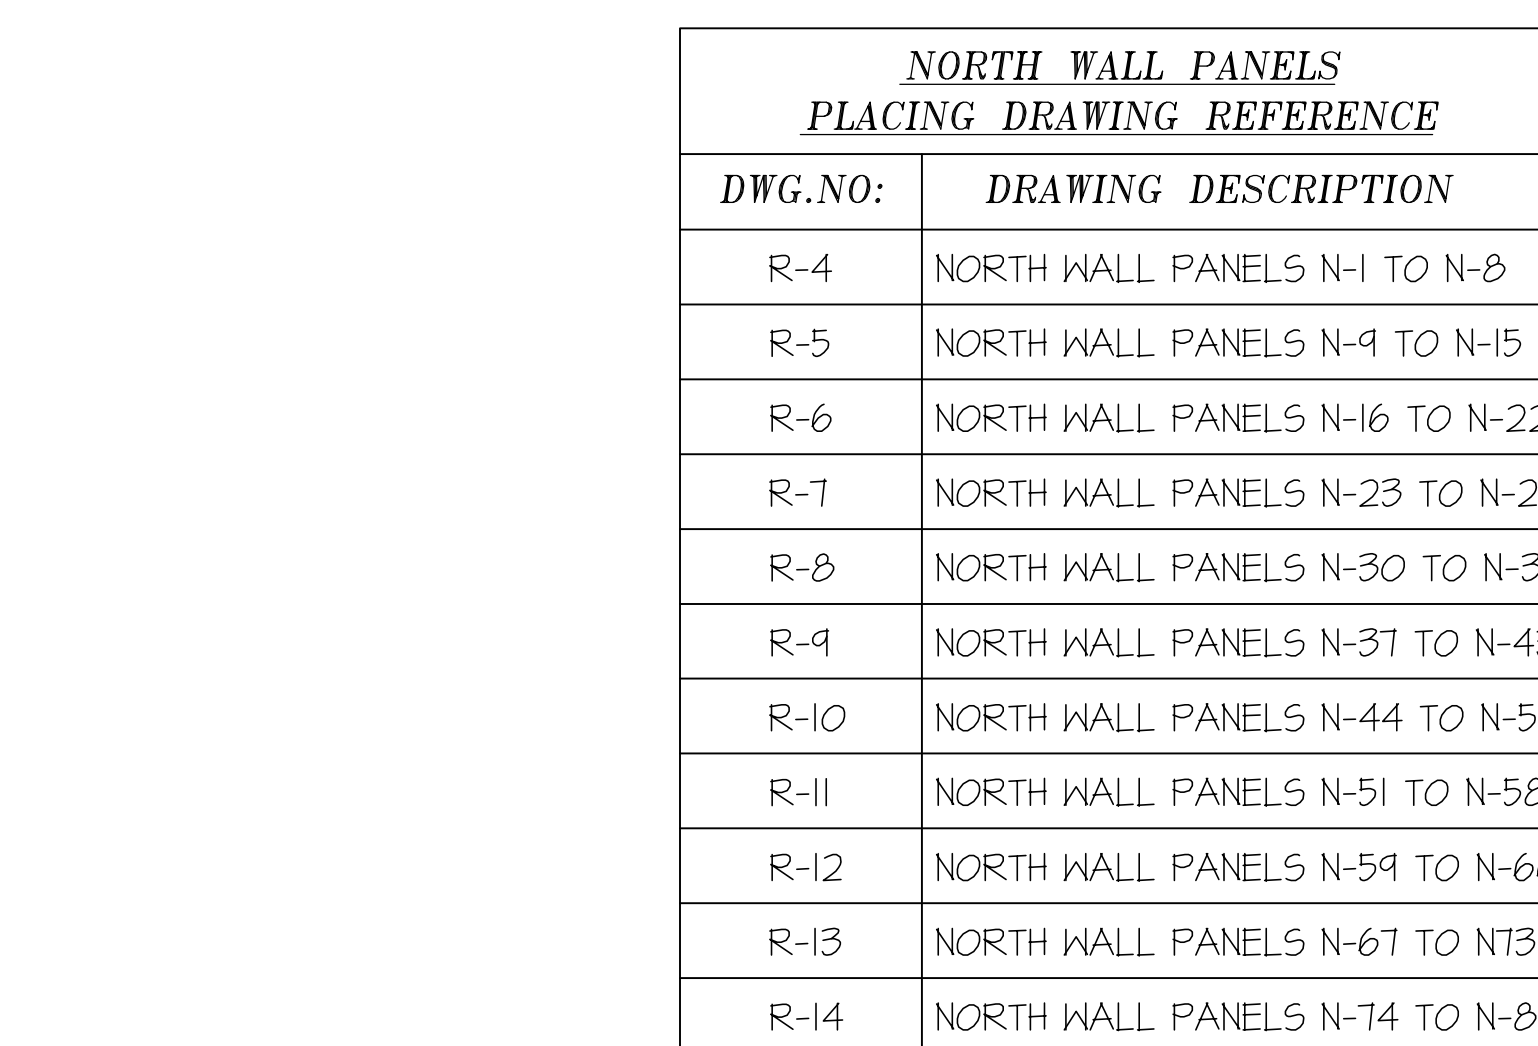 NORTH WALL PANELS
PLACING DRAWING REFERENCE
DWG.NO: DRAWING DESCRIPTION
R-4 NORTH WALL PANELS N-1 TO N-8
R-5 NORTH WALL PANELS N-9 TO N-15
R-6 NORTH WALL PANELS N-16 TO N-22
R-7 NORTH WALL PANELS N-23 TO
R-8 NORTH WALL PANELS N-30 TO
R-9 NORTH WALL PANELS N-37 TO
R-10 NORTH WALL PANELS N-44 TO
R-11 NORTH WALL PANELS N-51 TO N-58
R-12 NORTH WALL PANELS N-59 TO
R-13 NORTH WALL PANELS N-67 TO N73
R-14 NORTH WALL PANELS N-74 TO